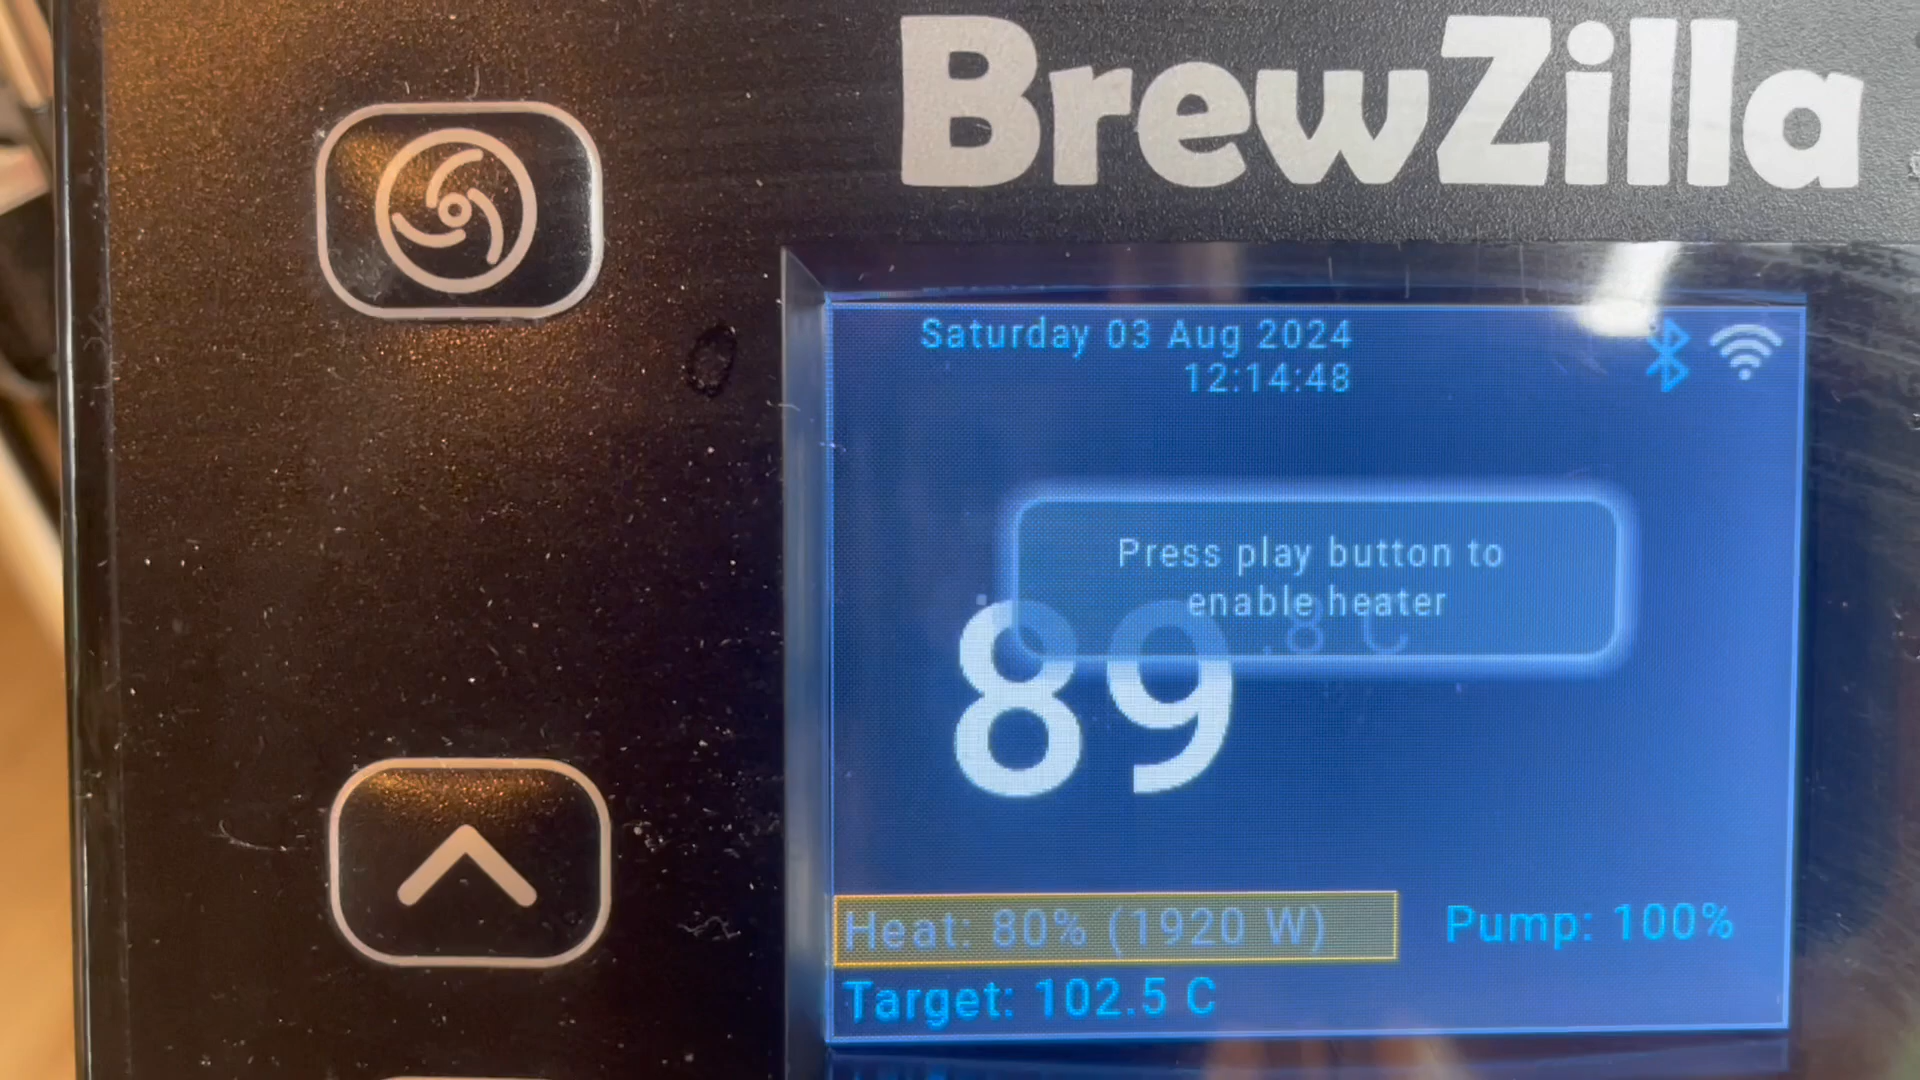 BrewZilla
Saturday 03 Aug 2024
12:14:48
Press play button to
enable heater
89.8 C
Heat: 80% (1920 W)
Pump: 100%
Target: 102.5 C